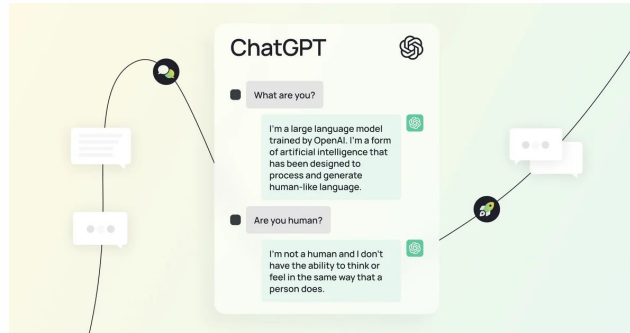 ChatGPT
What are you?
I'm a large language model
trained by OpenAI. I'm a form
of artificial intelligence that
has been designed to
process and generate
human-like language.
Are you human?
I'm not a human and I don't
have the ability to think or
feel in the same way that a
person does.